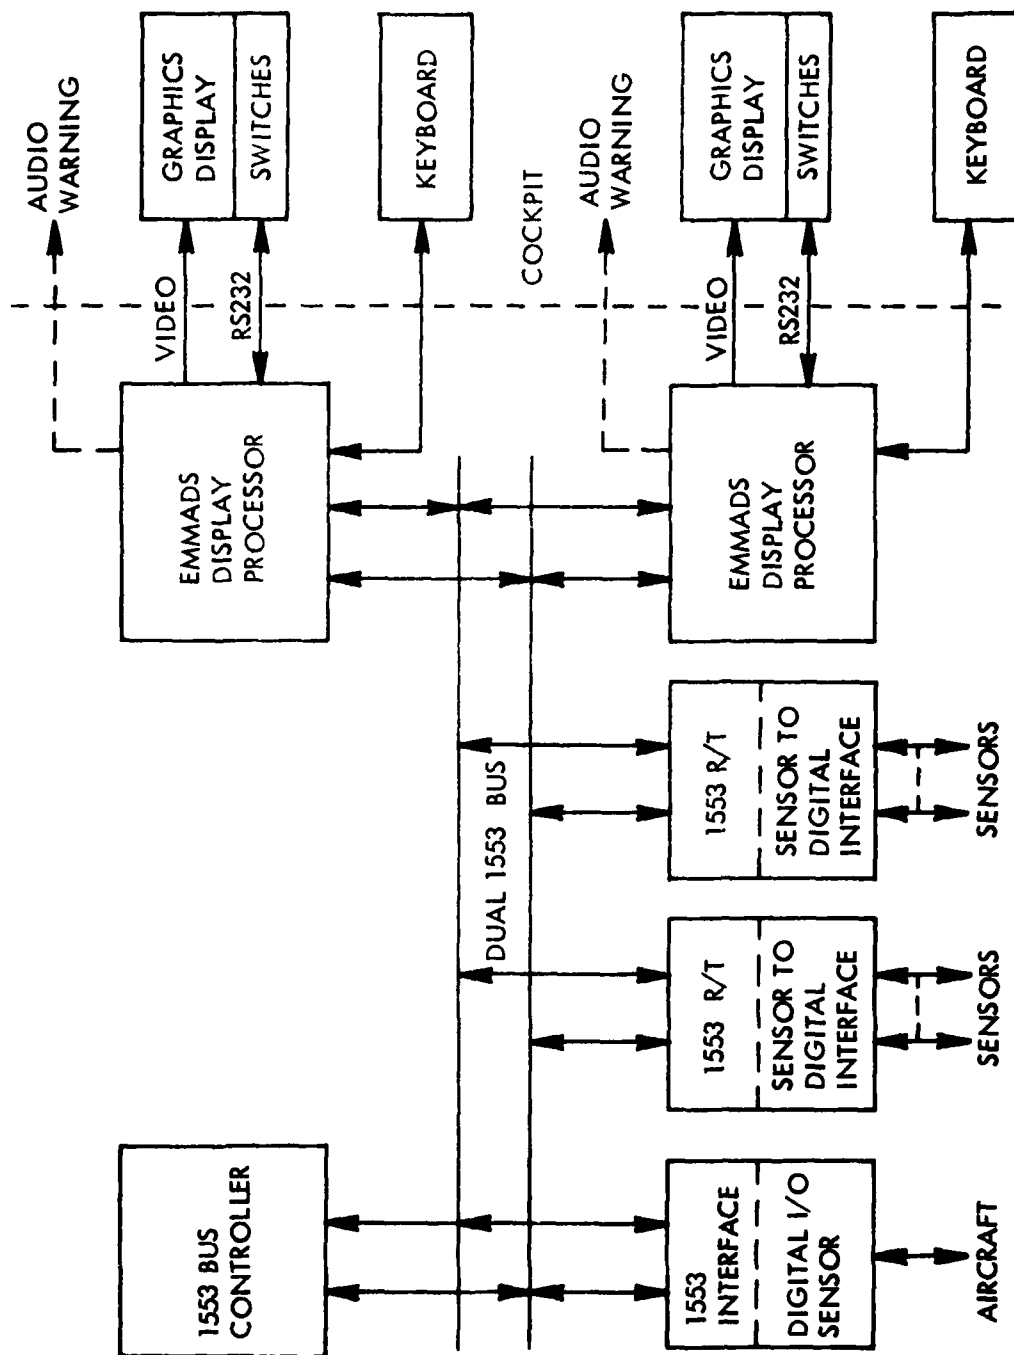 AUDIO
WARNING
GRAPHICS
DISPLAY
SWITCHES
KEYBOARD
VIDEO
RS232
EMMADS
DISPLAY
PROCESSOR
COCKPIT
AUDIO
WARNING
GRAPHICS
DISPLAY
SWITCHES
KEYBOARD
VIDEO
RS232
EMMADS
DISPLAY
PROCESSOR
DUAL 1553 BUS
1553 R/T
SENSOR TO
DIGITAL
INTERFACE
SENSORS
1553 R/T
SENSOR TO
DIGITAL
INTERFACE
SENSORS
1553 BUS
CONTROLLER
1553
INTERFACE
DIGITAL I/O
SENSOR
AIRCRAFT